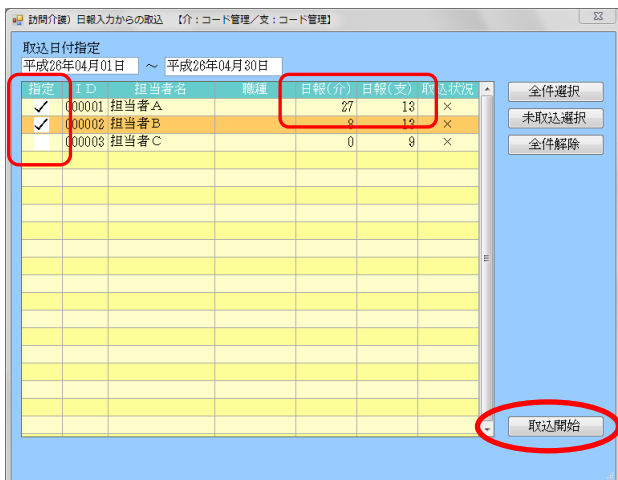 訪問介護）日報入力からの取込　【介：コード管理／支：コード管理】
取込日付指定
平成26年04月01日　～　平成26年04月30日
指定　ID　担当者名　職種　日報(介)　日報(支)　取込状況
✓　000001　担当者A　27　13　×
✓　000002　担当者B　8　13　×
000003　担当者C　0　9　×
全件選択
未取込選択
全件解除
取込開始